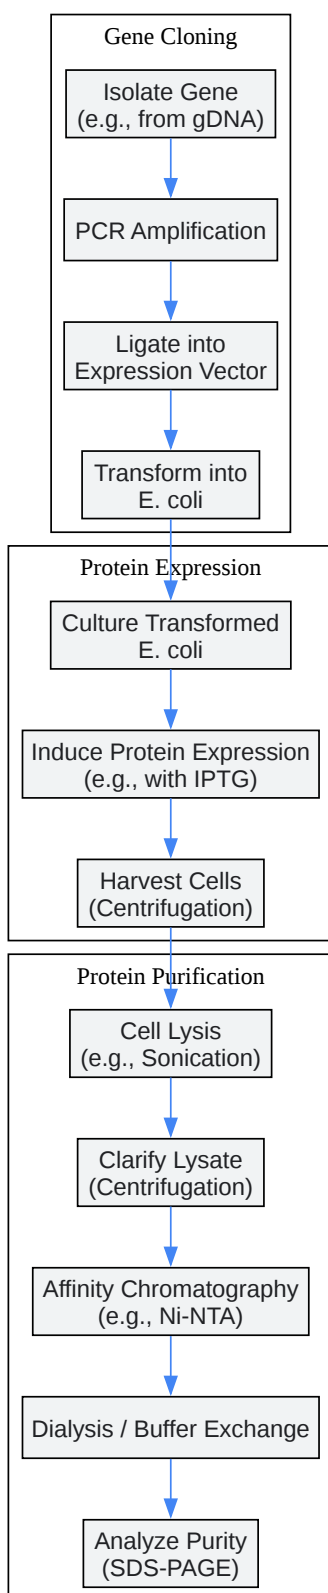 Gene Cloning
Isolate Gene
(e.g., from gDNA)
PCR Amplification
Ligate into
Expression Vector
Transform into
E. coli
Protein Expression
Culture Transformed
E. coli
Induce Protein Expression
(e.g., with IPTG)
Harvest Cells
(Centrifugation)
Protein Purification
Cell Lysis
(e.g., Sonication)
Clarify Lysate
(Centrifugation)
Affinity Chromatography
(e.g., Ni-NTA)
Dialysis / Buffer Exchange
Analyze Purity
(SDS-PAGE)